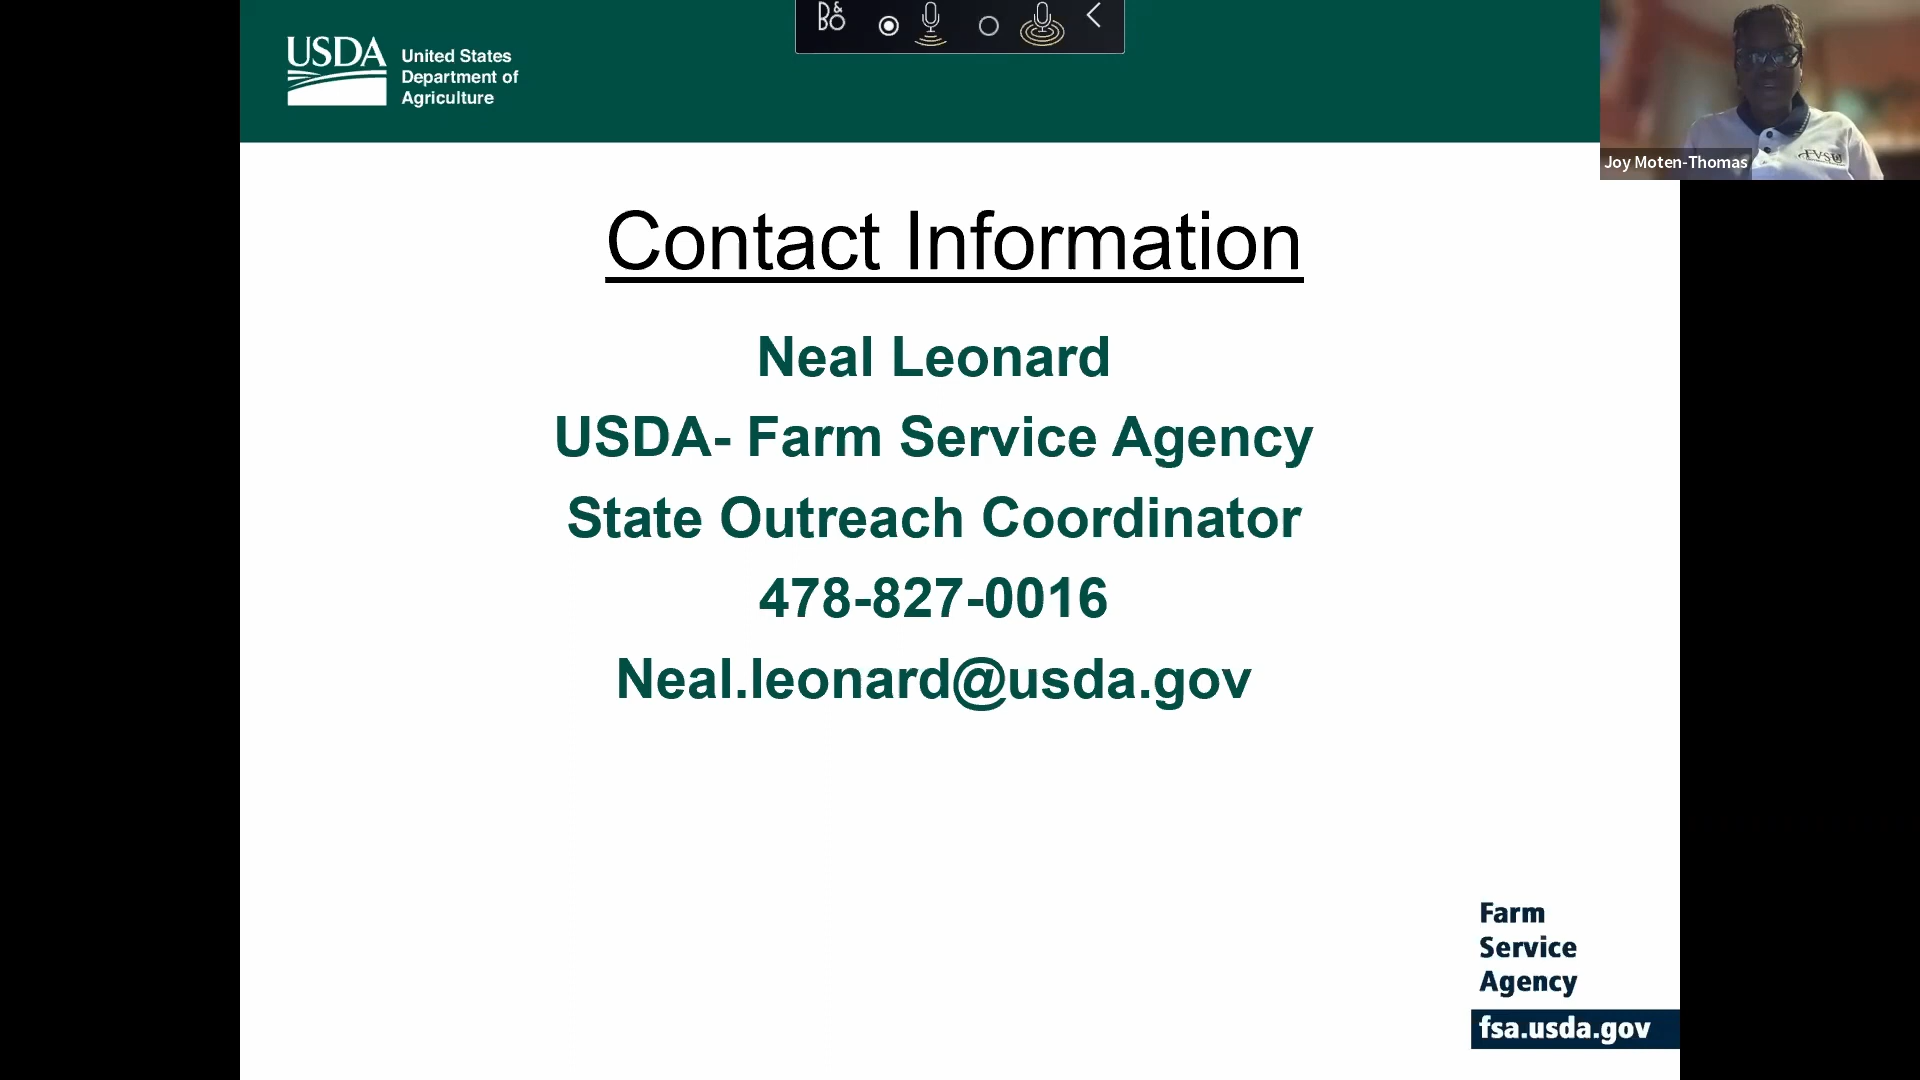 USDA
United States
Department of
Agriculture
B&O
Joy Moten-Thomas
FVSU
Contact Information
Neal Leonard
USDA- Farm Service Agency
State Outreach Coordinator
478-827-0016
Neal.leonard@usda.gov
Farm
Service
Agency
fsa.usda.gov